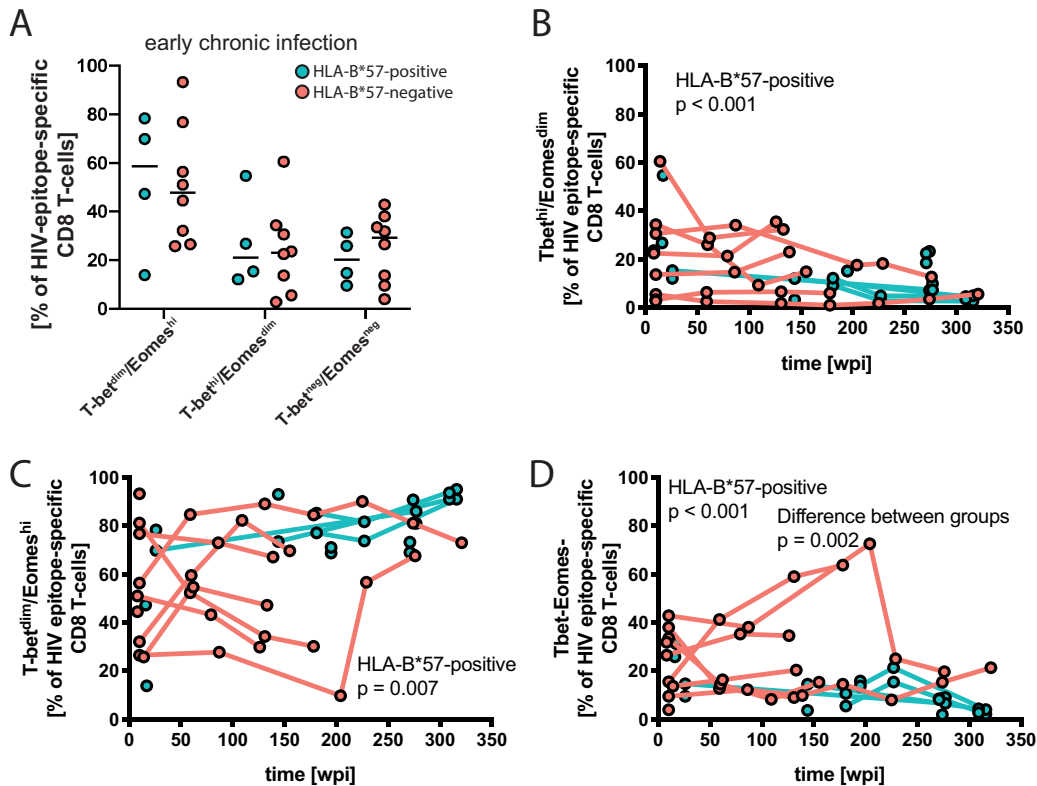 A
early chronic infection
HLA-B*57-positive
HLA-B*57-negative
[% of HIV-epitope-specific
CD8 T-cells]
100
80
60
40
20
0
T-bet^dim/Eomes^hi
T-bet^hi/Eomes^dim
T-bet^neg/Eomes^neg
B
HLA-B*57-positive
p < 0.001
Tbet^hi/Eomes^dim
[% of HIV epitope-specific
CD8 T-cells]
100
80
60
40
20
0
0 50 100 150 200 250 300 350
time [wpi]
C
T-bet^dim/Eomes^hi
[% of HIV epitope-specific
CD8 T-cells]
100
80
60
40
20
0
HLA-B*57-positive
p = 0.007
0 50 100 150 200 250 300 350
time [wpi]
D
HLA-B*57-positive
p < 0.001
Difference between groups
p = 0.002
Tbet-Eomes-
[% of HIV epitope-specific
CD8 T-cells]
100
80
60
40
20
0
0 50 100 150 200 250 300 350
time [wpi]